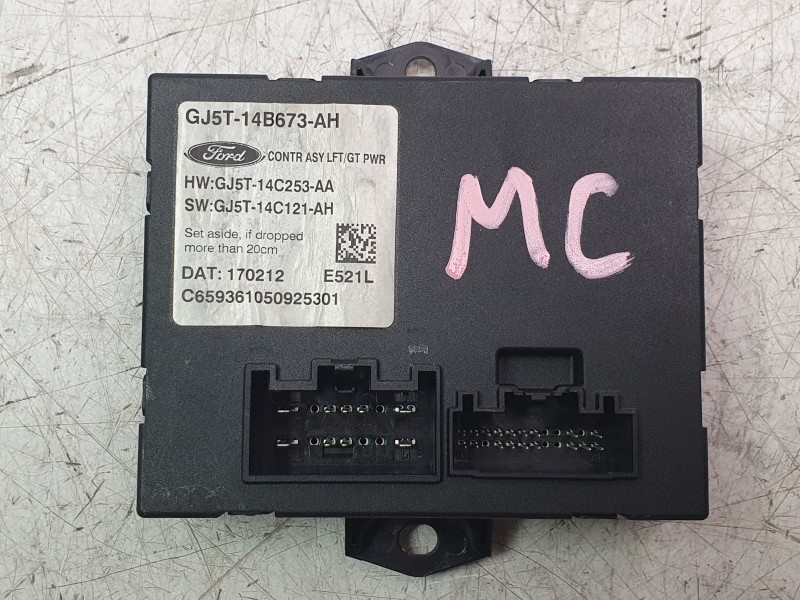 GJ5T-14B673-AH
Ford CONTR ASY LFT/GT PWR
HW:GJ5T-14C253-AA
SW:GJ5T-14C121-AH
Set aside, if dropped
more than 20cm
DAT: 170212 E521L
C659361050925301
MC